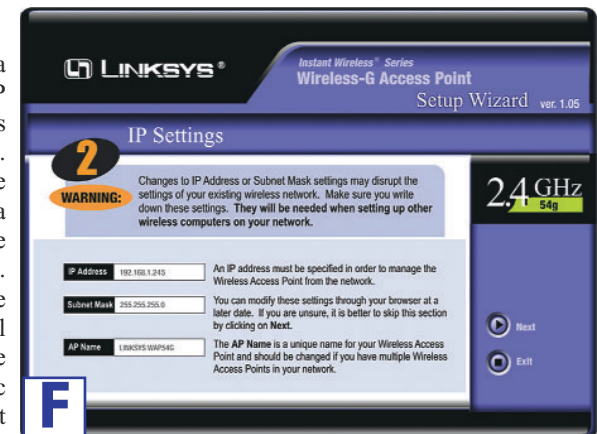 LINKSYS®
Instant Wireless® Series
Wireless-G Access Point
Setup Wizard ver. 1.05
IP Settings
2
WARNING:
Changes to IP Address or Subnet Mask settings may disrupt the
settings of your existing wireless network. Make sure you write
down these settings. They will be needed when setting up other
wireless computers on your network.
2.4 GHz
54g
IP Address 192.168.1.245
An IP address must be specified in order to manage the
Wireless Access Point from the network.
Subnet Mask 255.255.255.0
You can modify these settings through your browser at a
later date. If you are unsure, it is better to skip this section
by clicking on Next.
AP Name LINKSYS WAP54G
The AP Name is a unique name for your Wireless Access
Point and should be changed if you have multiple Wireless
Access Points in your network.
Next
Exit
F